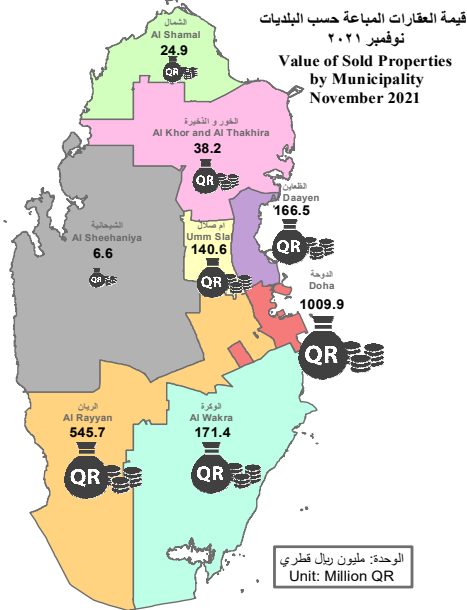 قيمة العقارات المباعة حسب البلديات
نوفمبر ٢٠٢١
Value of Sold Properties
by Municipality
November 2021
الشمال
Al Shamal
24.9
QR
الخور و الذخيرة
Al Khor and Al Thakhira
38.2
QR
الظعاين
Al Daayen
166.5
QR
الشيحانية
Al Sheehaniya
6.6
QR
ام صلال
Umm Slal
140.6
QR
الدوحة
Doha
1009.9
QR
الريان
Al Rayyan
545.7
QR
الوكرة
Al Wakra
171.4
QR
الوحدة: مليون ريال قطري
Unit: Million QR